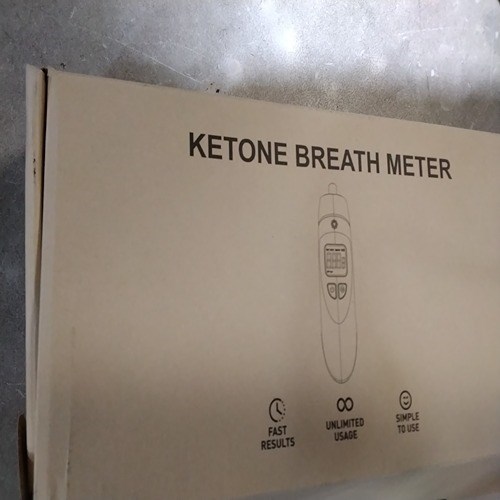 KETONE BREATH METER
FAST
RESULTS
UNLIMITED
USAGE
SIMPLE
TO USE